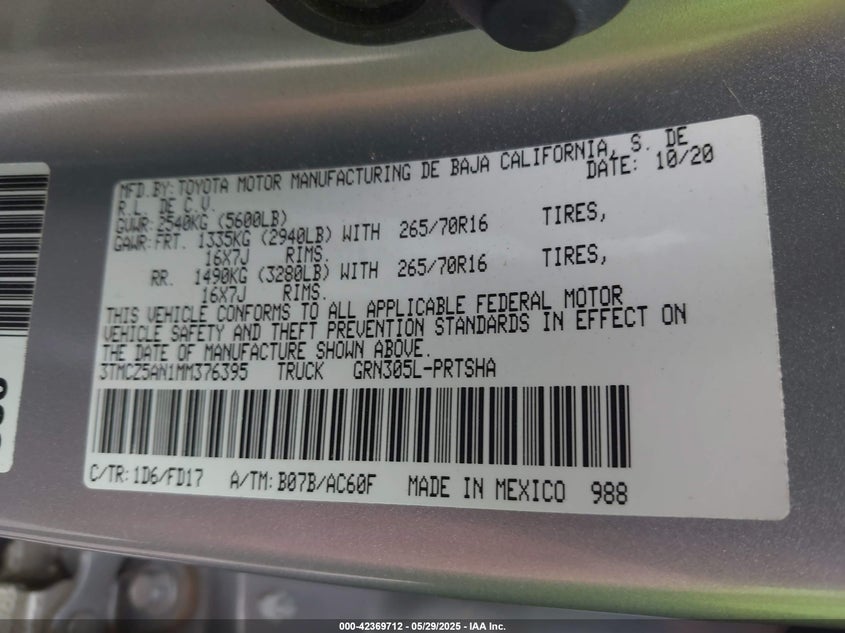 MFD.BY: TOYOTA MOTOR MANUFACTURING DE BAJA CALIFORNIA, S. DE
R.L. DE C.V. DATE: 10/20
GVWR: 2540KG (5600LB)
GAWR: FRT. 1335KG (2940LB) WITH 265/70R16 TIRES,
16X7J RIMS.
RR. 1490KG (3280LB) WITH 265/70R16 TIRES,
16X7J RIMS.
THIS VEHICLE CONFORMS TO ALL APPLICABLE FEDERAL MOTOR
VEHICLE SAFETY AND THEFT PREVENTION STANDARDS IN EFFECT ON
THE DATE OF MANUFACTURE SHOWN ABOVE.
3TMCZ5AN1MM376395 TRUCK GRN305L-PRTSHA
C/TR: 1D6/FD17 A/TM: B07B/AC60F MADE IN MEXICO 988
000-42369712 - 05/29/2025 - IAA Inc.